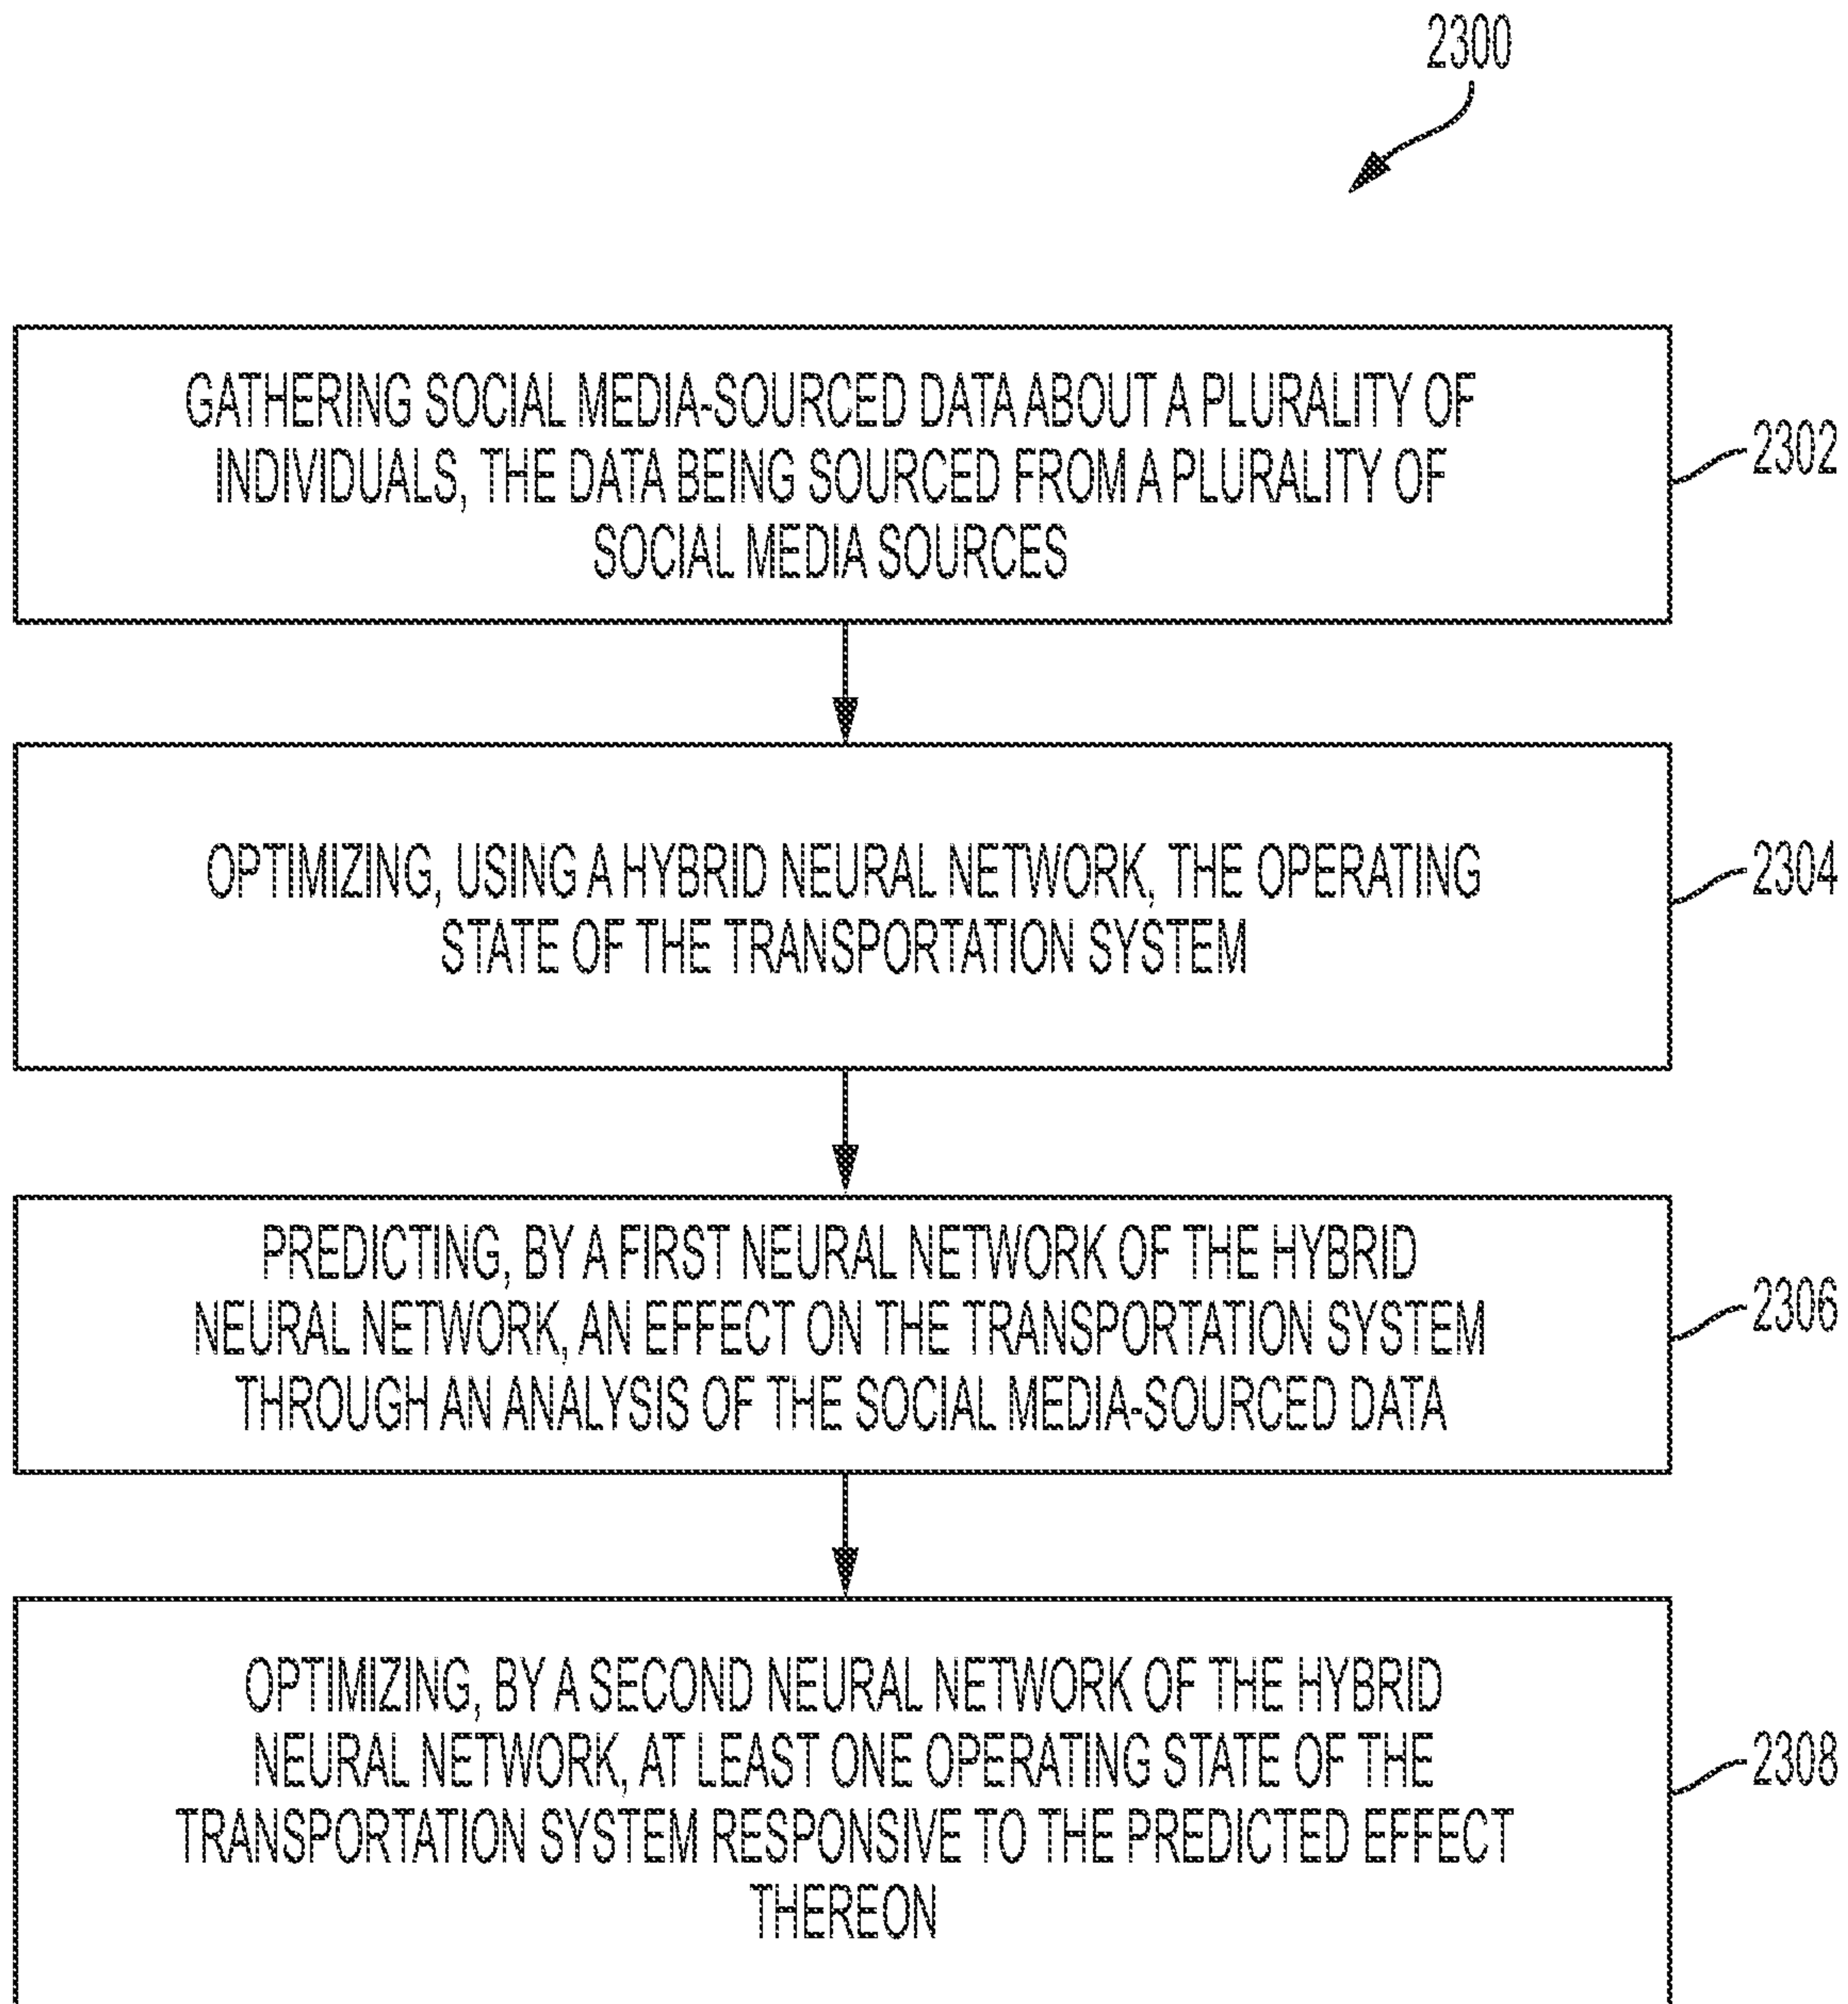 2300
GATHERING SOCIAL MEDIA-SOURCED DATA ABOUT A PLURALITY OF
INDIVIDUALS, THE DATA BEING SOURCED FROM A PLURALITY OF
SOCIAL MEDIA SOURCES
2302
OPTIMIZING, USING A HYBRID NEURAL NETWORK, THE OPERATING
STATE OF THE TRANSPORTATION SYSTEM
2304
PREDICTING, BY A FIRST NEURAL NETWORK OF THE HYBRID
NEURAL NETWORK, AN EFFECT ON THE TRANSPORTATION SYSTEM
THROUGH AN ANALYSIS OF THE SOCIAL MEDIA-SOURCED DATA
2306
OPTIMIZING, BY A SECOND NEURAL NETWORK OF THE HYBRID
NEURAL NETWORK, AT LEAST ONE OPERATING STATE OF THE
TRANSPORTATION SYSTEM RESPONSIVE TO THE PREDICTED EFFECT
THEREON
2308